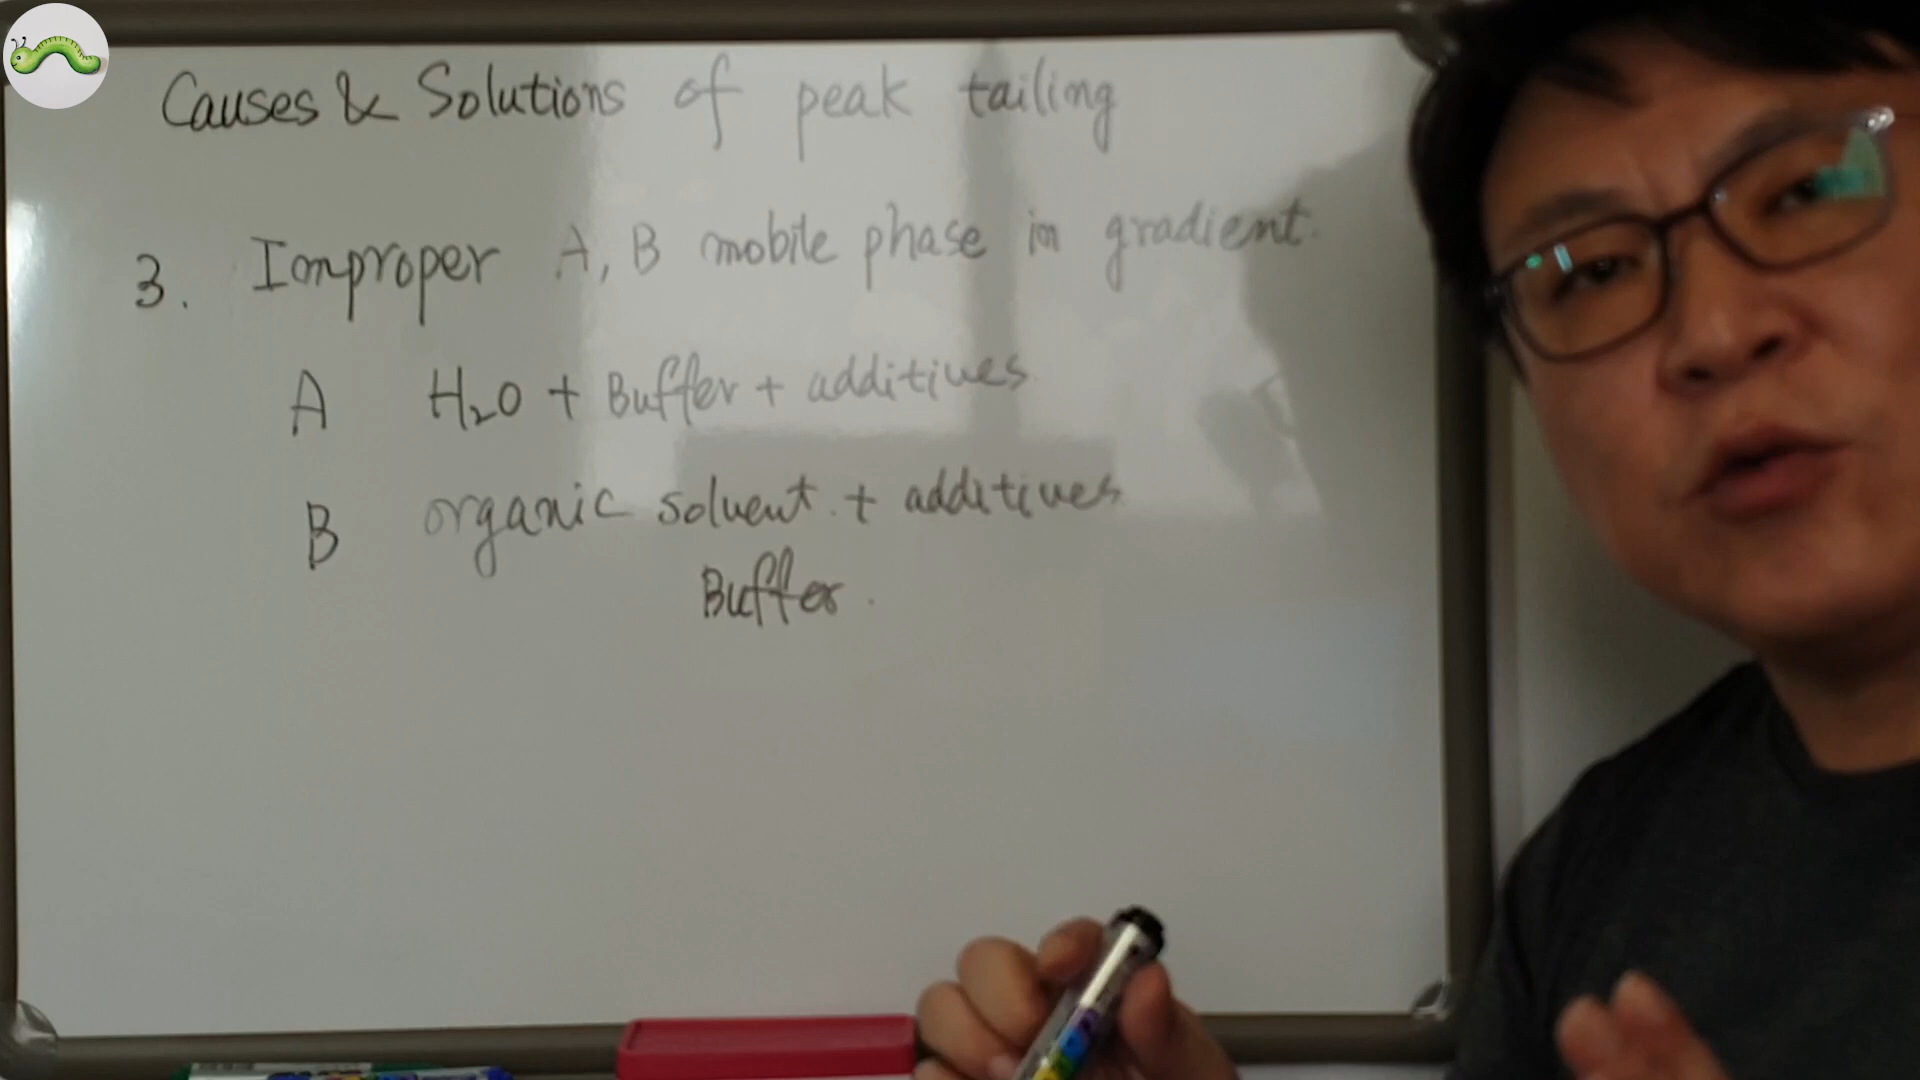 Causes & Solutions of peak tailing
3. Improper A, B mobile phase in gradient.
A H₂O + Buffer + additives
B organic solvent + additives
Buffer.